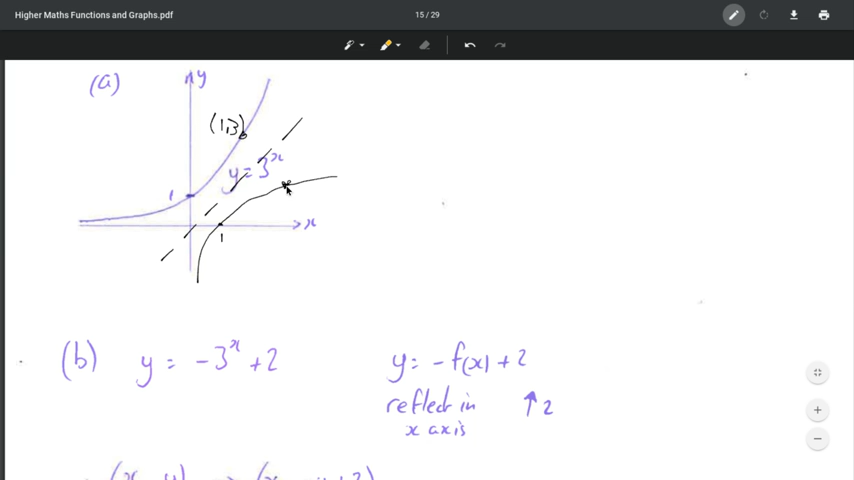 Higher Maths Functions and Graphs.pdf
15 / 29
(a)
y
(1,3)
y = 3^x
1
x
1
(b) y = -3^x + 2
y = -f(x) + 2
reflect in ↑ 2
x axis